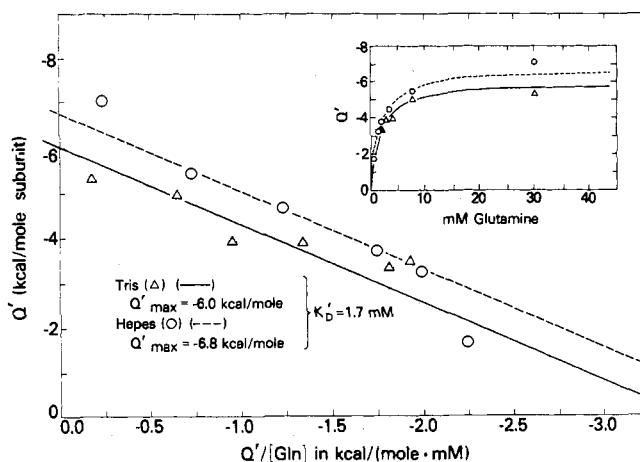 -8
-6
-4
-2
0
Q' (kcal/mole subunit)
0.0 -0.5 -1.0 -1.5 -2.0 -2.5 -3.0
Q'/[Gln] in kcal/(mole·mM)
Tris (△) (——)
Q' max = -6.0 kcal/mole
Hepes (○) (----)
Q' max = -6.8 kcal/mole
K'D = 1.7 mM
-8
-6
-4
-2
0
Q'
0 10 20 30 40
mM Glutamine